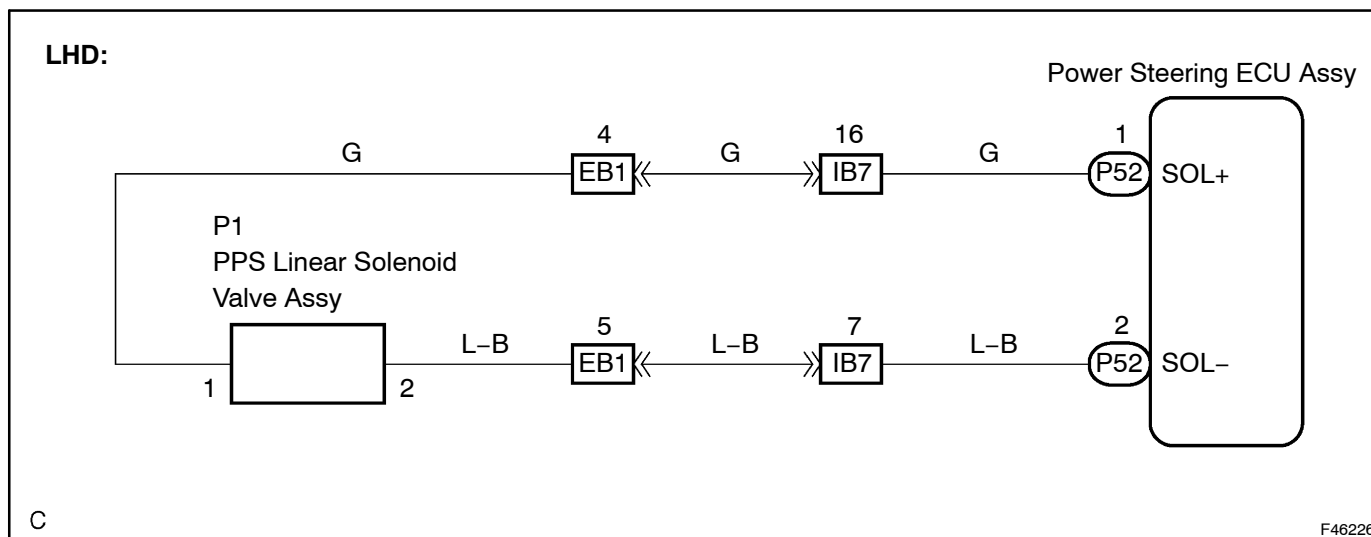 LHD:
Power Steering ECU Assy
4
16
1
G
G
G
EB1
IB7
P52
SOL+
P1
PPS Linear Solenoid
Valve Assy
5
7
2
L−B
L−B
L−B
EB1
IB7
P52
SOL−
1
2
C
F46226